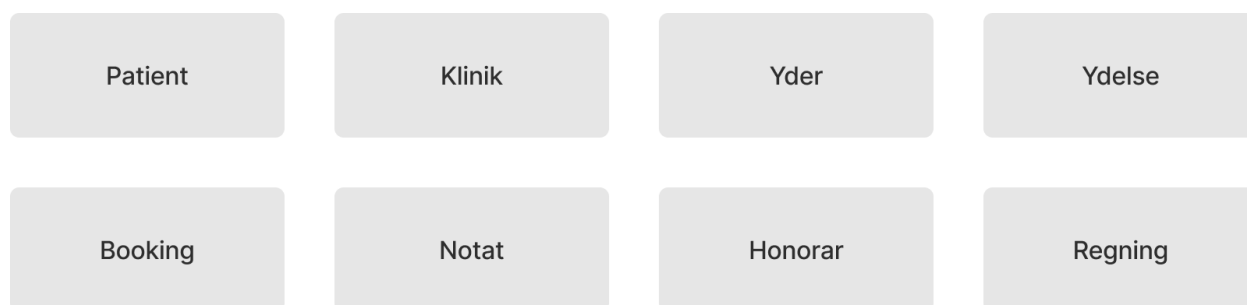 Patient
Klinik
Yder
Ydelse
Booking
Notat
Honorar
Regning